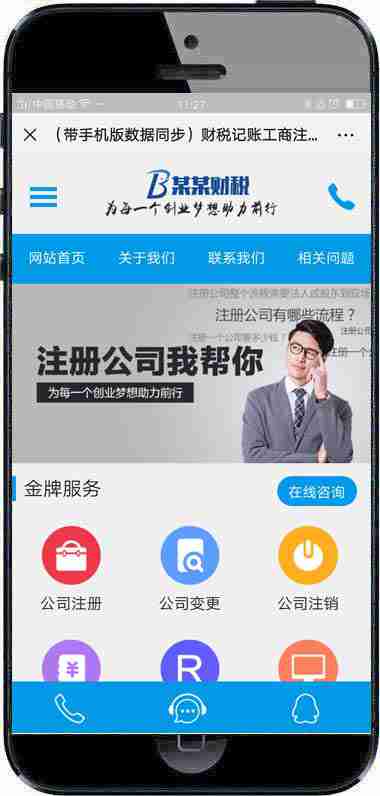 中国移动
11:27
（带手机版数据同步）财税记账工商注...
B某某财税
为每一个创业梦想助力前行
网站首页
关于我们
联系我们
相关问题
注册公司整个流程需要法人或股东到现场
注册公司有哪些流程？
注册一个公司要多少钱？
注册公
注册一个公
注册公司我帮你
为每一个创业梦想助力前行
金牌服务
在线咨询
公司注册
公司变更
公司注销
¥
R